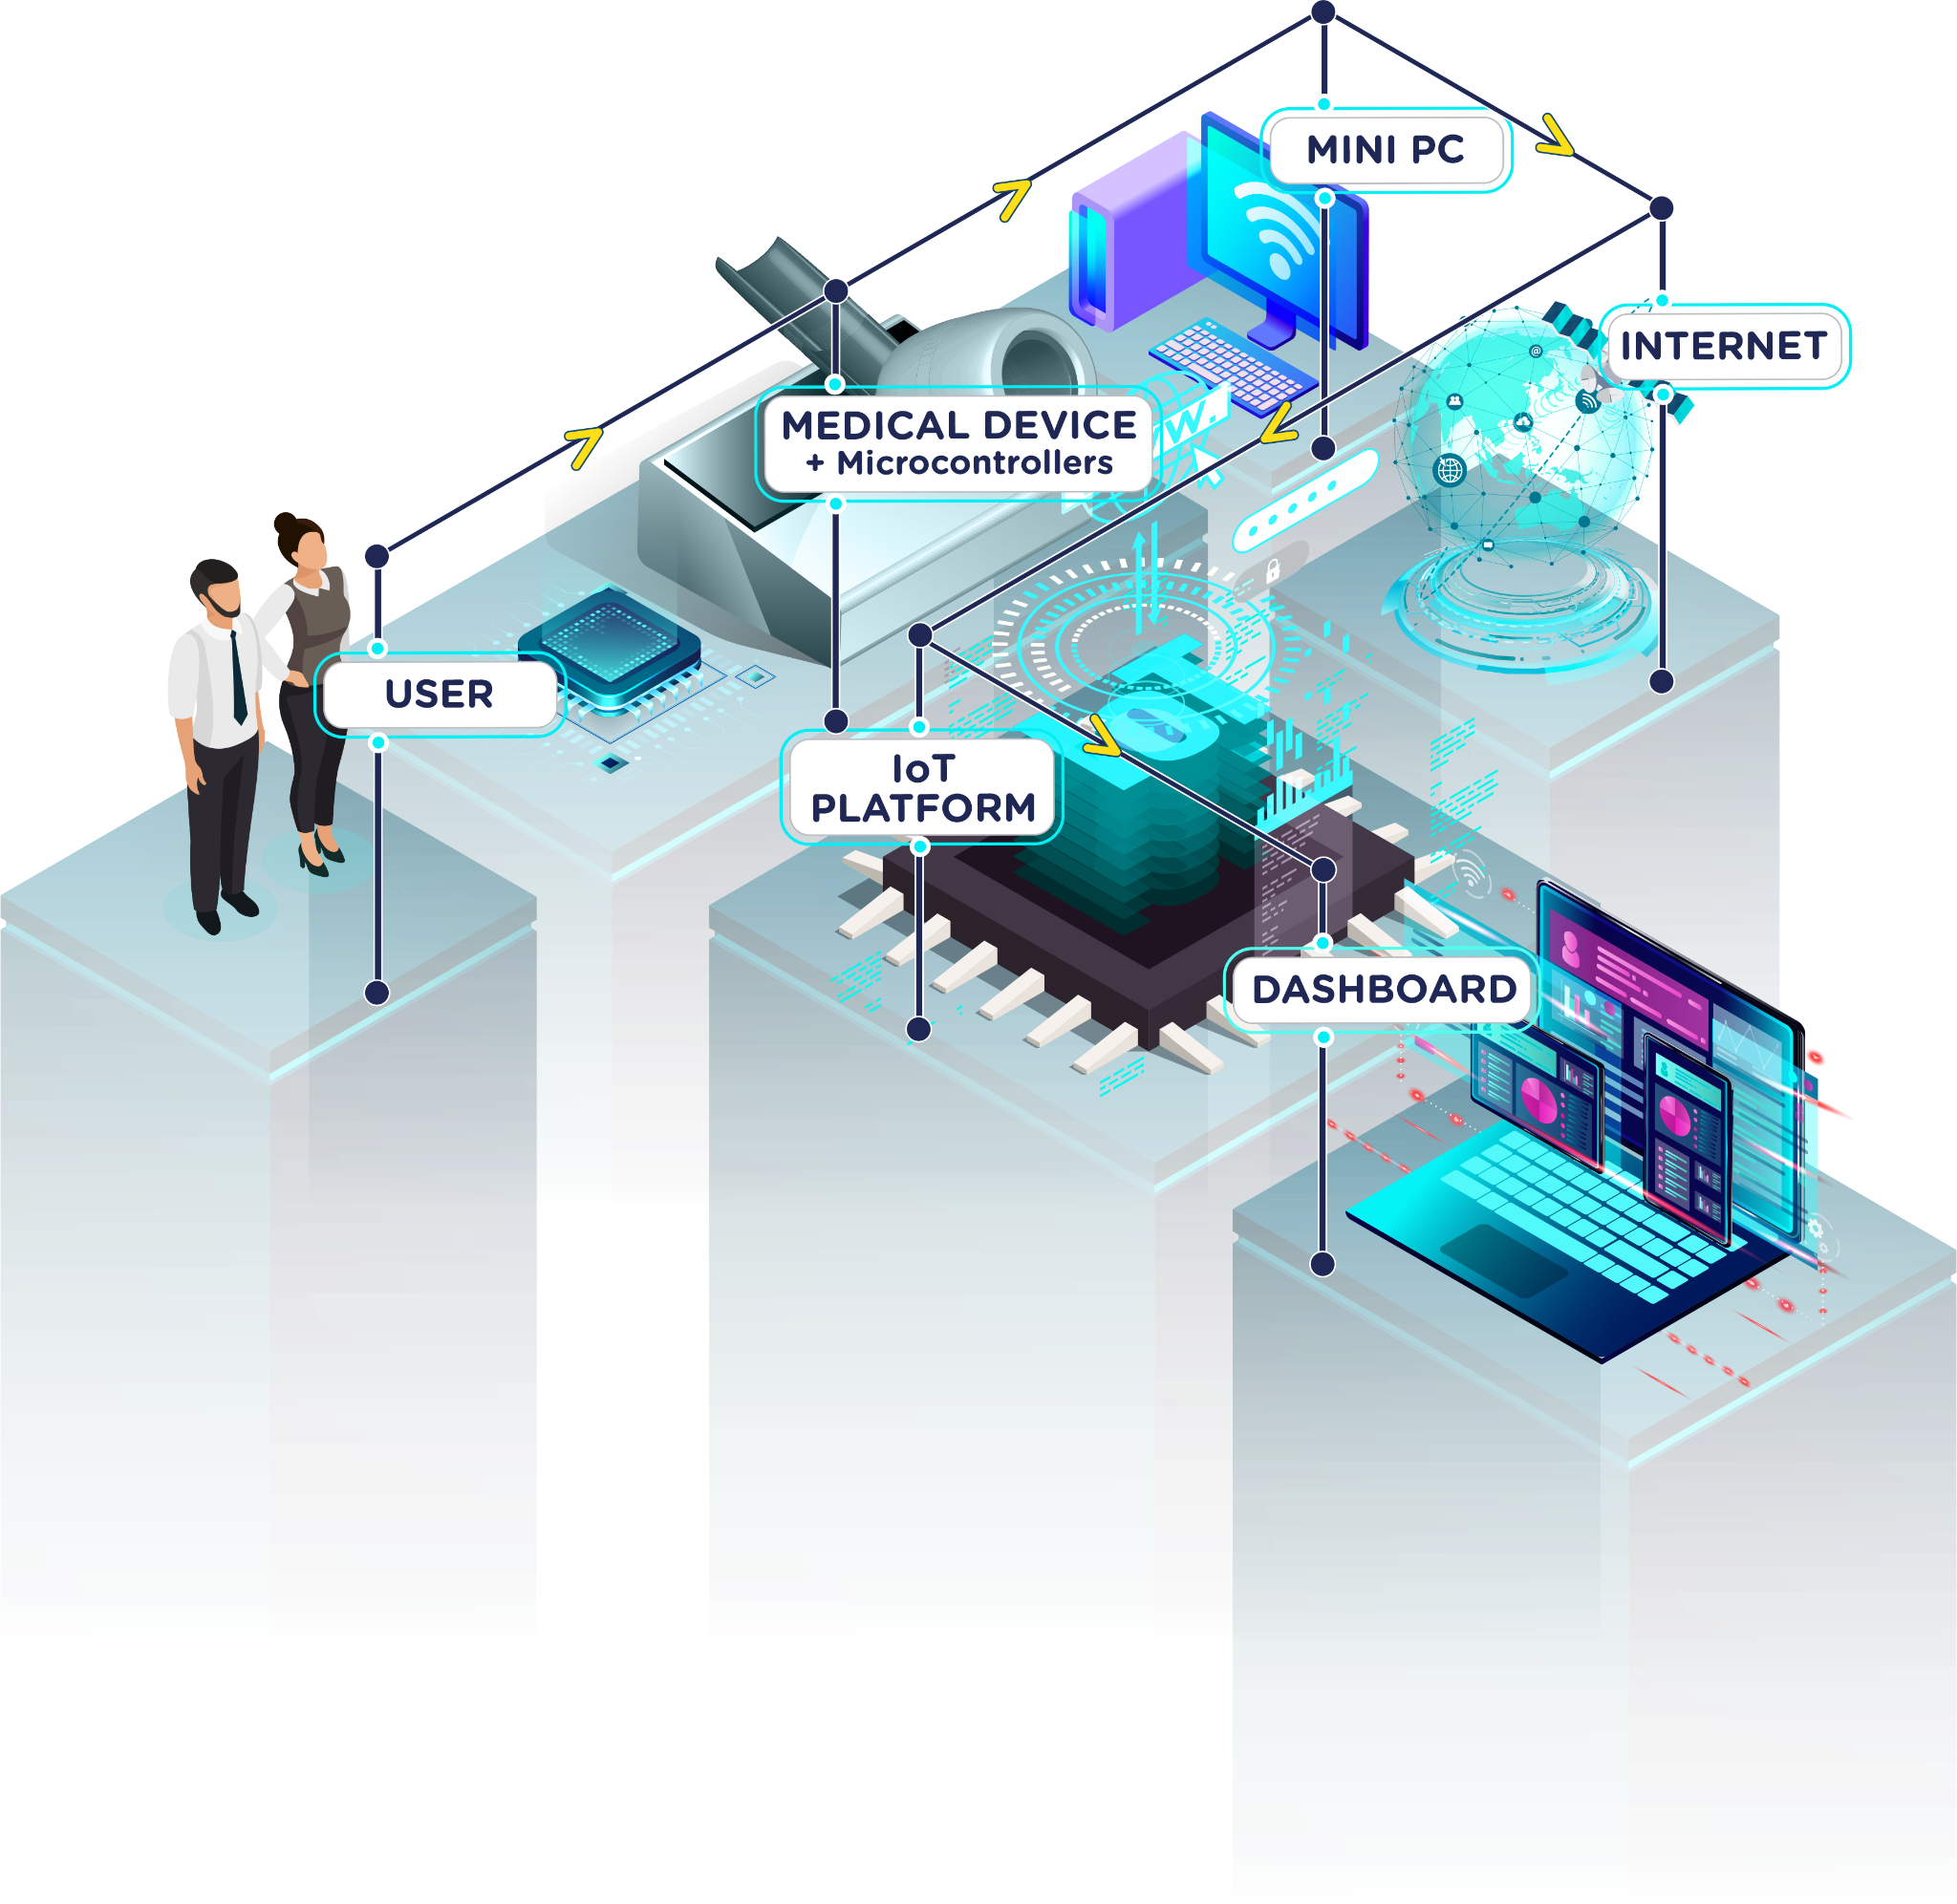 MINI PC
INTERNET
MEDICAL DEVICE
+ Microcontrollers
w.
USER
IoT
PLATFORM
DASHBOARD